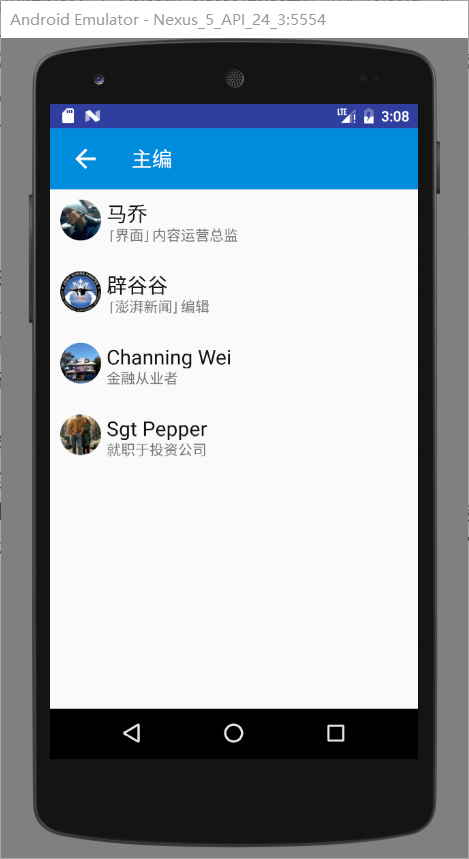 Android Emulator - Nexus_5_API_24_3:5554
LTE 3:08
主编
马乔
「界面」内容运营总监
辟谷谷
「澎湃新闻」编辑
Channing Wei
金融从业者
Sgt Pepper
就职于投资公司